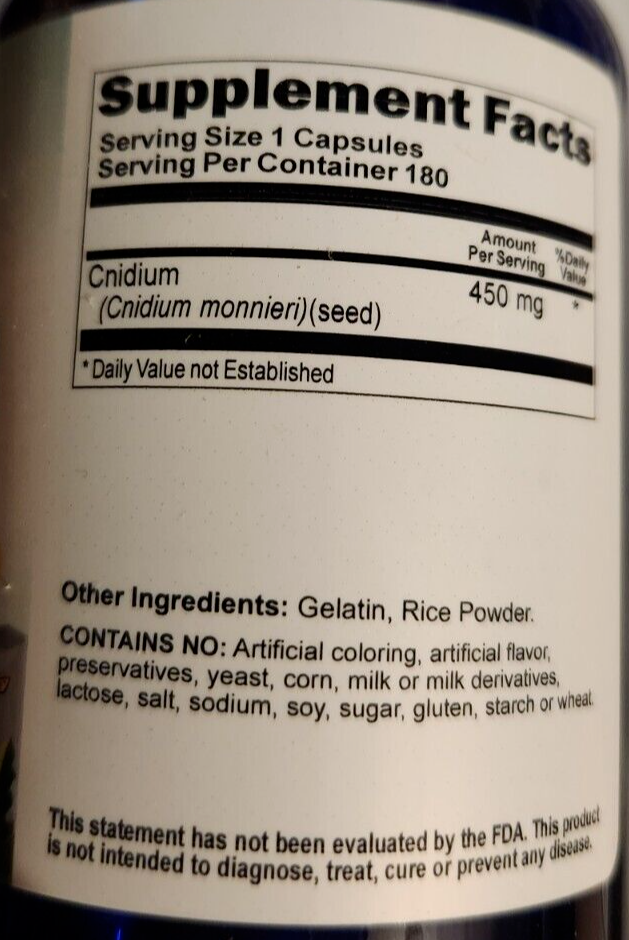 Supplement Facts
Serving Size 1 Capsules
Serving Per Container 180
Amount
Per Serving
%Daily
Value
Cnidium
450 mg *
(Cnidium monnieri)(seed)
*Daily Value not Established
Other Ingredients: Gelatin, Rice Powder.
CONTAINS NO: Artificial coloring, artificial flavor,
preservatives, yeast, corn, milk or milk derivatives,
lactose, salt, sodium, soy, sugar, gluten, starch or wheat.
This statement has not been evaluated by the FDA. This product
is not intended to diagnose, treat, cure or prevent any disease.